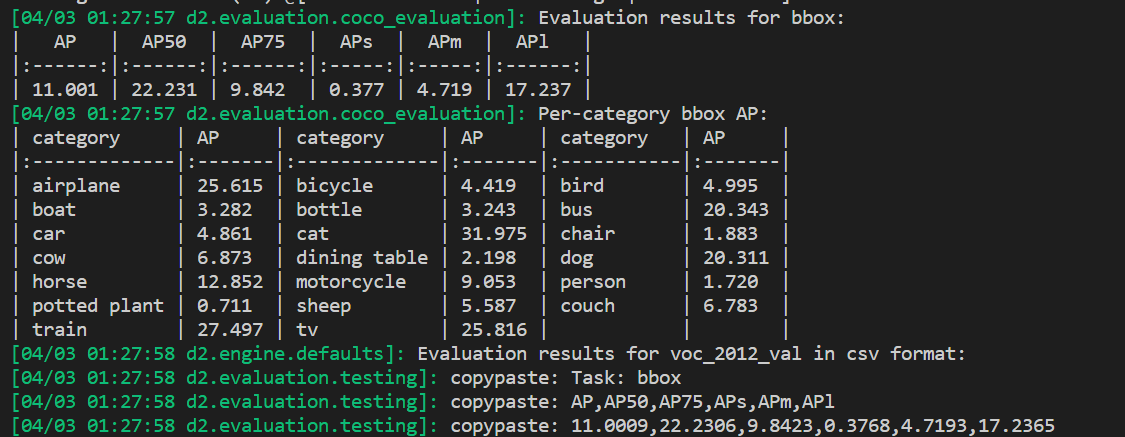 [04/03 01:27:57 d2.evaluation.coco_evaluation]: Evaluation results for bbox:
|   AP   |  AP50  |  AP75  |  APs  |  APm  |  APl   |
|:------:|:------:|:------:|:-----:|:-----:|:------:|
| 11.001 | 22.231 | 9.842  | 0.377 | 4.719 | 17.237 |
[04/03 01:27:57 d2.evaluation.coco_evaluation]: Per-category bbox AP:
| category     | AP     | category     | AP     | category   | AP     |
|:-------------|:-------|:-------------|:-------|:-----------|:-------|
| airplane     | 25.615 | bicycle      | 4.419  | bird       | 4.995  |
| boat         | 3.282  | bottle       | 3.243  | bus        | 20.343 |
| car          | 4.861  | cat          | 31.975 | chair      | 1.883  |
| cow          | 6.873  | dining table | 2.198  | dog        | 20.311 |
| horse        | 12.852 | motorcycle   | 9.053  | person     | 1.720  |
| potted plant | 0.711  | sheep        | 5.587  | couch      | 6.783  |
| train        | 27.497 | tv           | 25.816 |            |        |
[04/03 01:27:58 d2.engine.defaults]: Evaluation results for voc_2012_val in csv format:
[04/03 01:27:58 d2.evaluation.testing]: copypaste: Task: bbox
[04/03 01:27:58 d2.evaluation.testing]: copypaste: AP,AP50,AP75,APs,APm,APl
[04/03 01:27:58 d2.evaluation.testing]: copypaste: 11.0009,22.2306,9.8423,0.3768,4.7193,17.2365